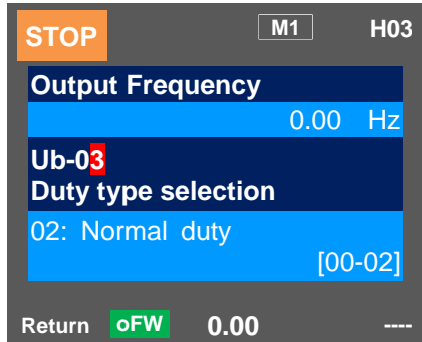 STOP M1 H03
Output Frequency
0.00 Hz
Ub-03
Duty type selection
02: Normal duty
[00-02]
Return oFW 0.00 ----